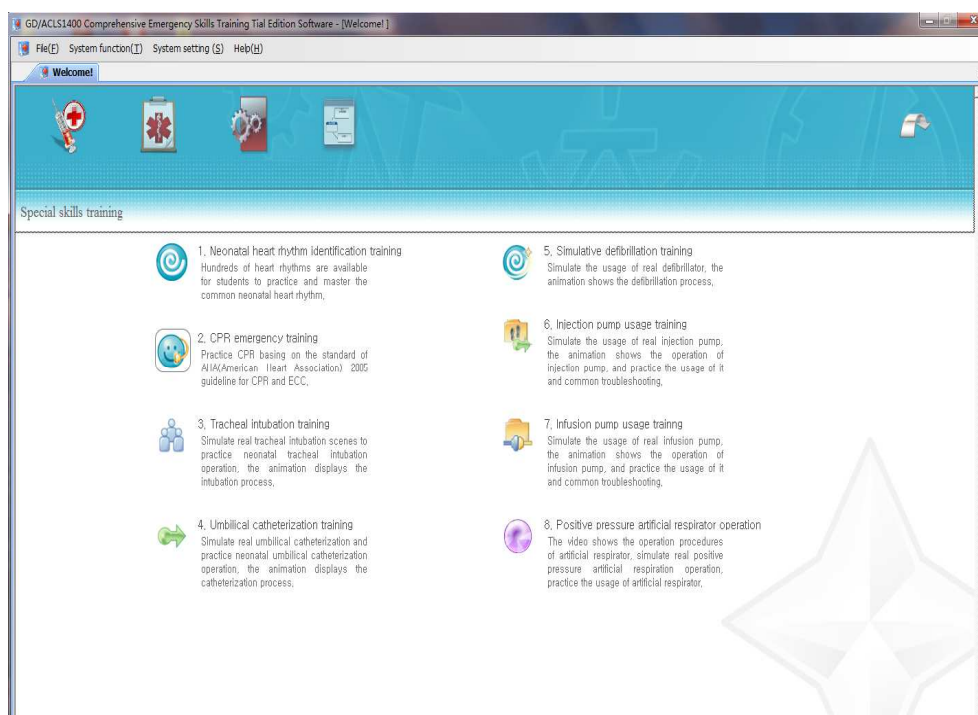 GD/ACLS1400 Comprehensive Emergency Skills Training Tial Edition Software - [Welcome! ]
File(F) System function(T) System setting (S) Help(H)
Welcome!
Special skills training
1, Neonatal heart rhythm identification training
Hundreds of heart rhythms are available
for students to practice and master the
common neonatal heart rhythm,
2, CPR emergency training
Practice CPR basing on the standard of
AHA(American Heart Association) 2005
guideline for CPR and ECC,
3, Tracheal intubation training
Simulate real tracheal intubation scenes to
practice neonatal tracheal intubation
operation, the animation displays the
intubation process,
4, Umbilical catheterization training
Simulate real umbilical catheterization and
practice neonatal umbilical catheterization
operation, the animation displays the
catheterization process,
5, Simulative defibrillation training
Simulate the usage of real defibrillator, the
animation shows the defibrillation process,
6, Injection pump usage training
Simulate the usage of real injection pump,
the animation shows the operation of
injection pump, and practice the usage of it
and common troubleshooting,
7, Infusion pump usage trainng
Simulate the usage of real infusion pump,
the animation shows the operation of
infusion pump, and practice the usage of it
and common troubleshooting,
8, Positive pressure artificial respirator operation
The video shows the operation procedures
of artificial respirator, simulate real positive
pressure artificial respiration operation,
practice the usage of artificial respirator,